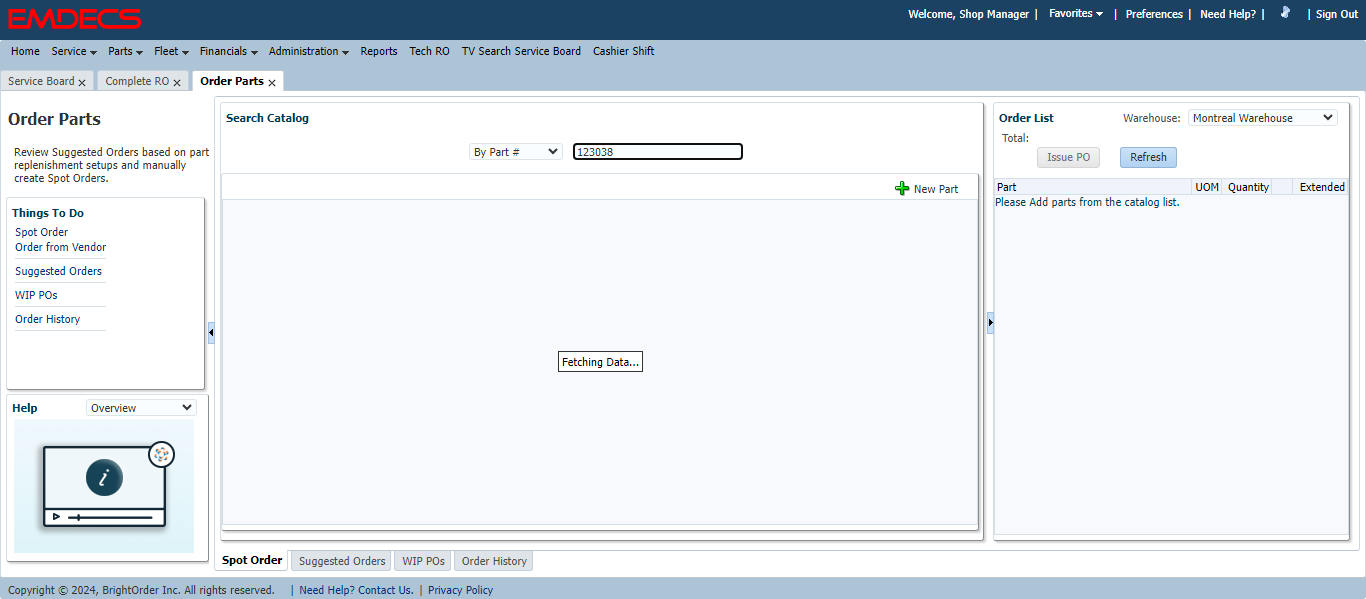 EMDECS
Welcome, Shop Manager | Favorites | Preferences | Need Help? | | Sign Out
Home Service Parts Fleet Financials Administration Reports Tech RO TV Search Service Board Cashier Shift
Service Board x Complete RO x Order Parts x
Order Parts
Review Suggested Orders based on part
replenishment setups and manually
create Spot Orders.
Things To Do
Spot Order
Order from Vendor
Suggested Orders
WIP POs
Order History
Help Overview
i
Search Catalog
By Part # 123038
New Part
Fetching Data...
Order List Warehouse: Montreal Warehouse
Total:
Issue PO Refresh
Part UOM Quantity Extended
Please Add parts from the catalog list.
Spot Order Suggested Orders WIP POs Order History
Copyright © 2024, BrightOrder Inc. All rights reserved. | Need Help? Contact Us. | Privacy Policy